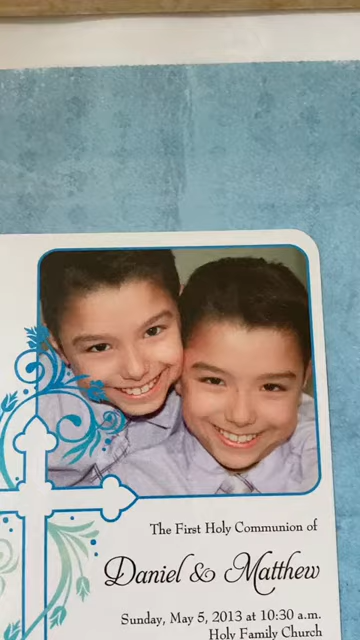 The First Holy Communion of
Daniel & Matthew
Sunday, May 5, 2013 at 10:30 a.m.
Holy Family Church